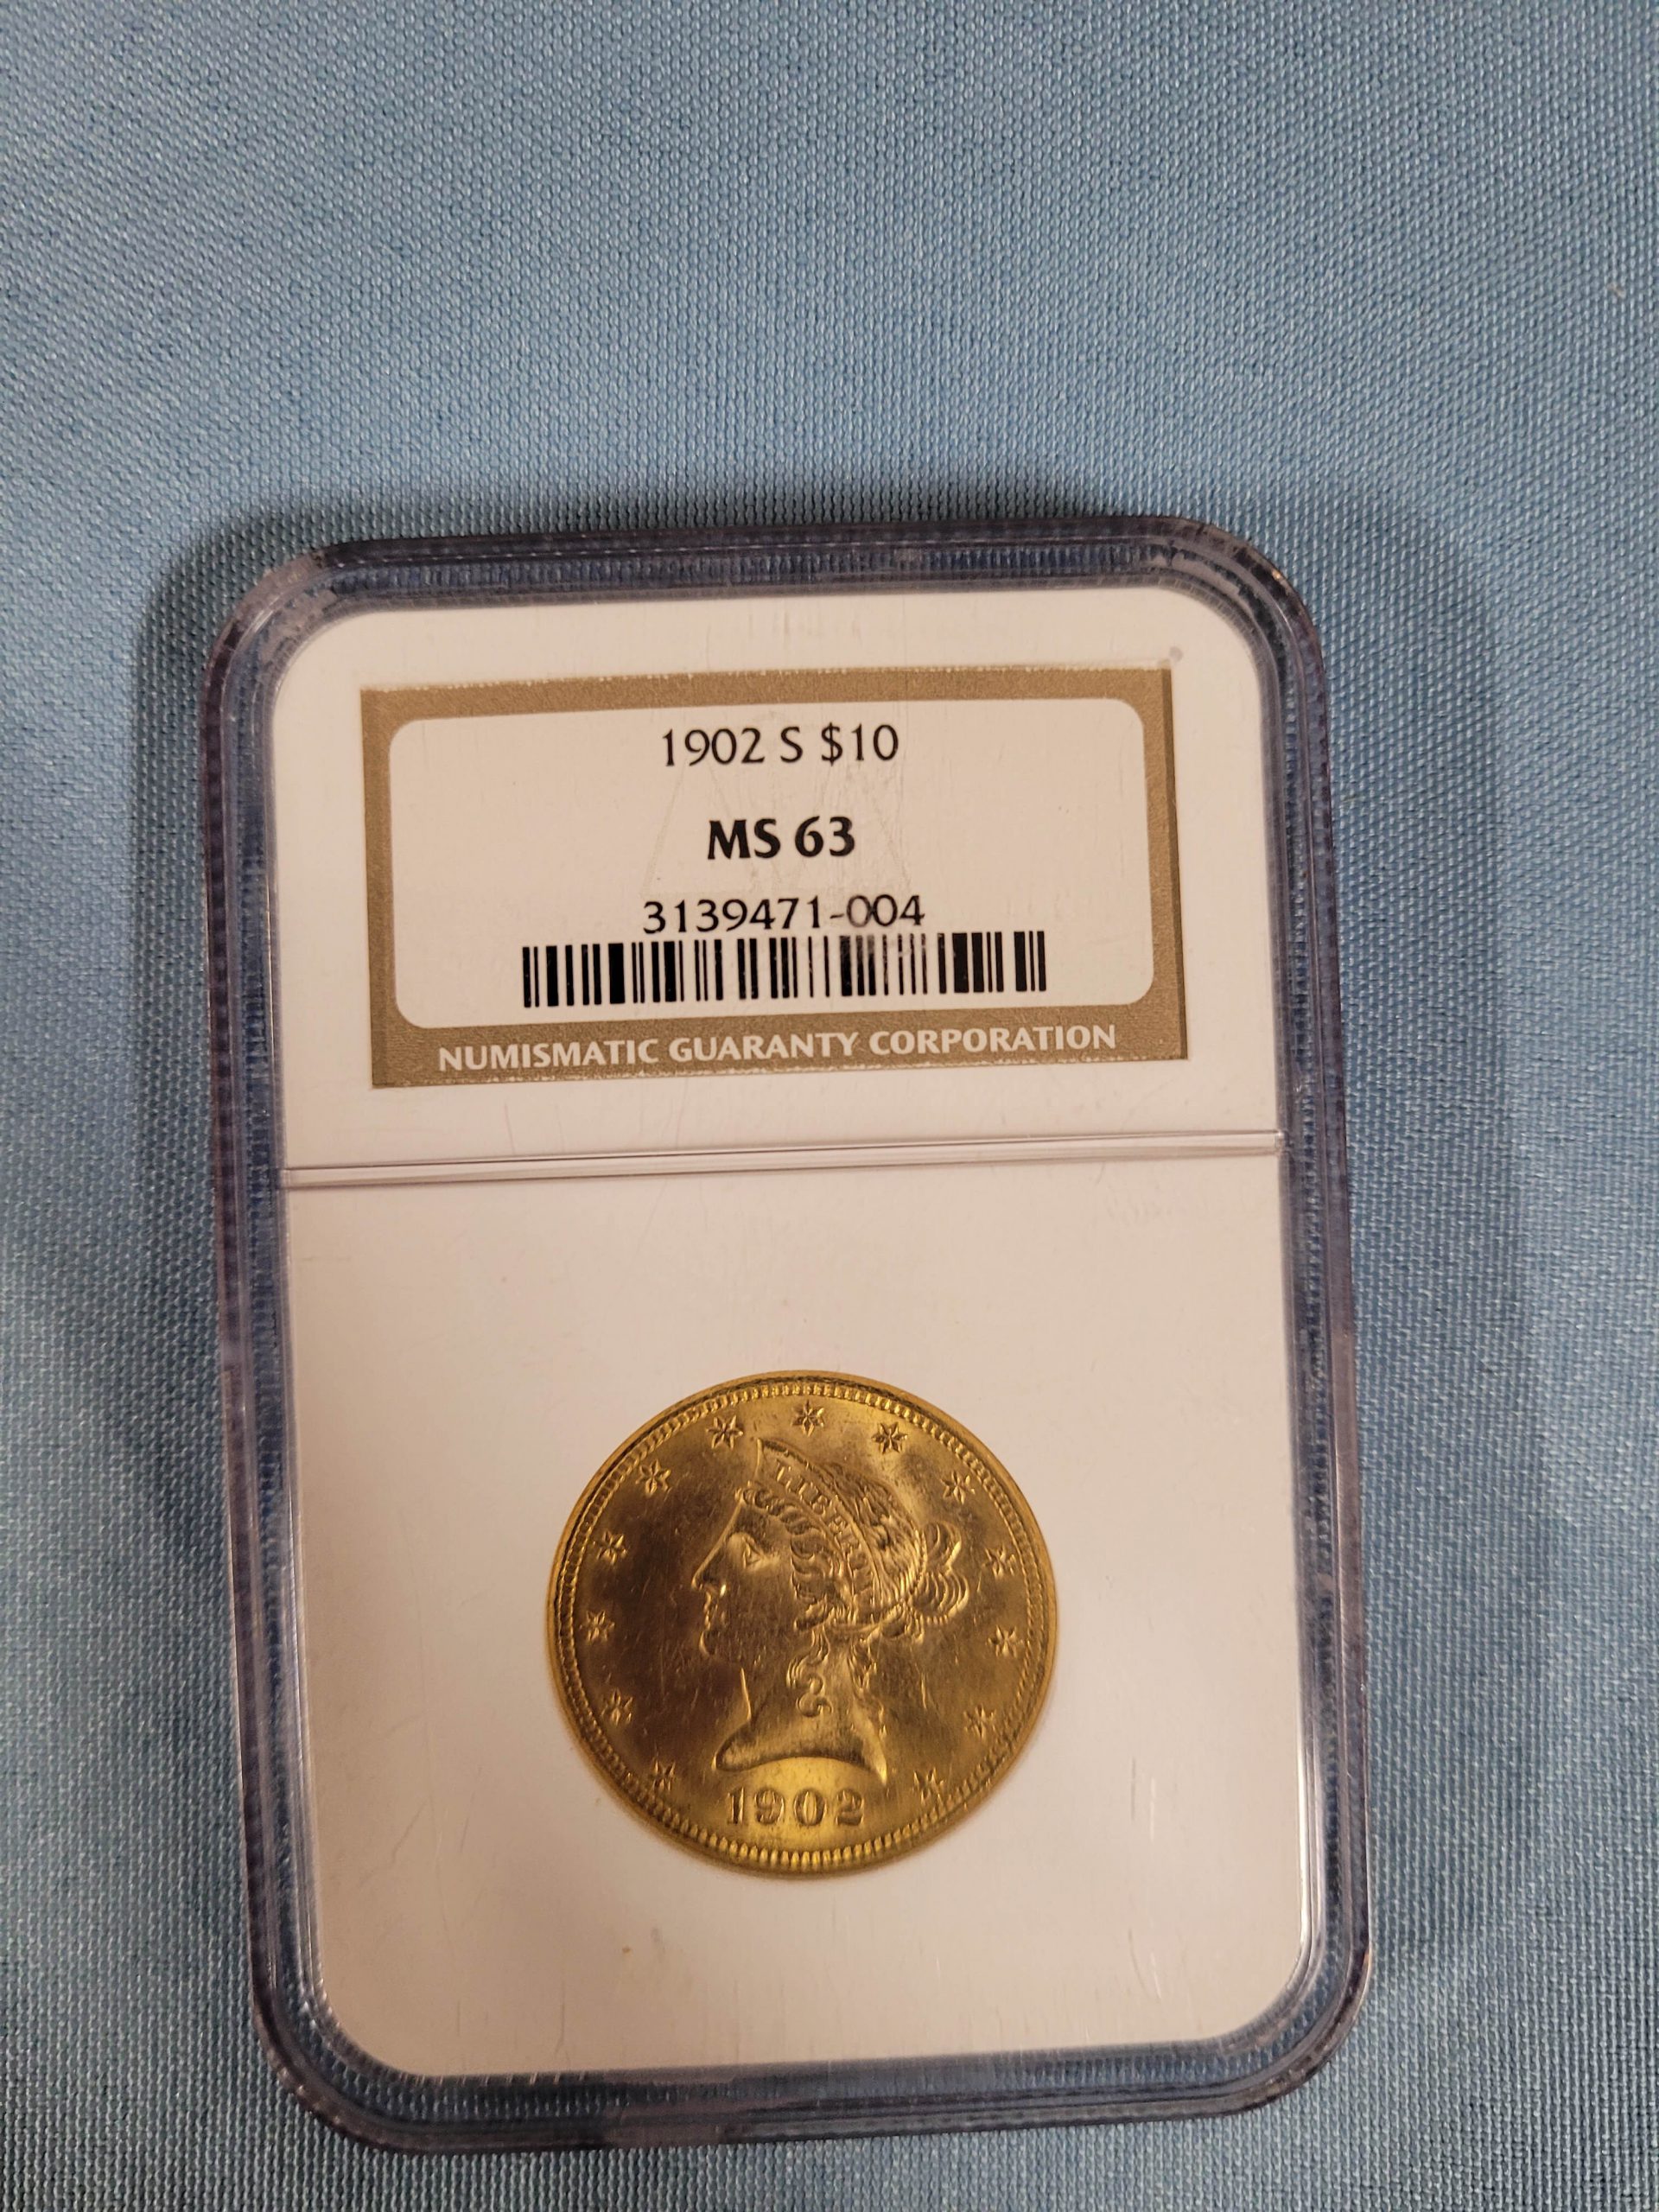 1902 S $10
MS 63
3139471-004
NUMISMATIC GUARANTY CORPORATION
LIBERTY
1902